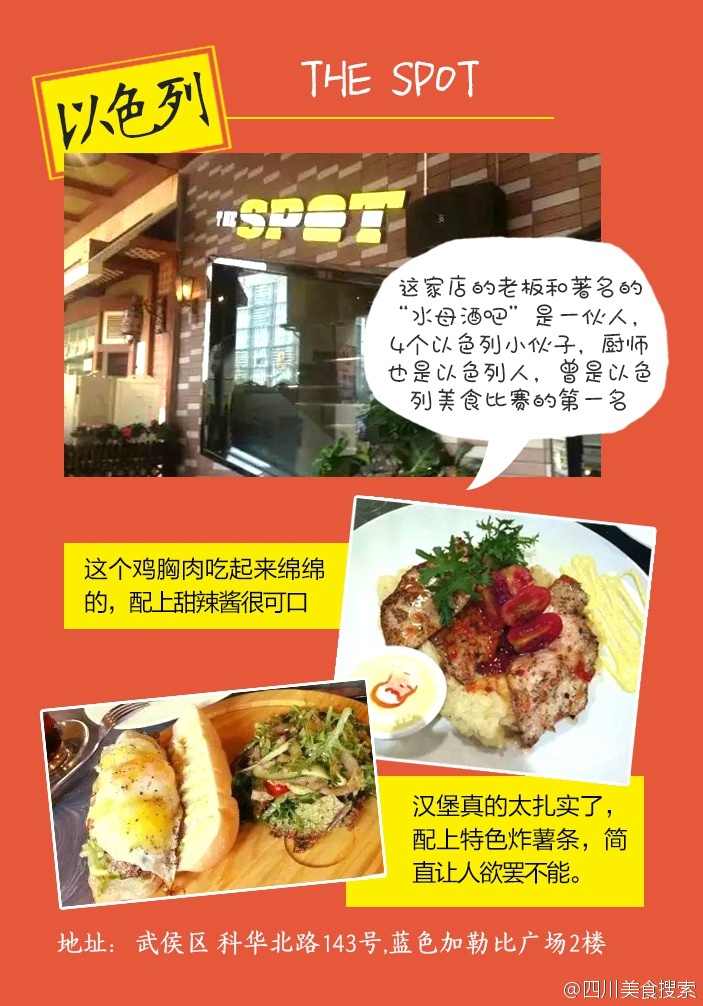 THE SPOT
以色列
THE SPOT
这家店的老板和著名的
“水母酒吧”是一伙人,
4个以色列小伙子, 厨师
也是以色列人, 曾是以色
列美食比赛的第一名
这个鸡胸肉吃起来绵绵
的，配上甜辣酱很可口
汉堡真的太扎实了，
配上特色炸薯条，简
直让人欲罢不能。
地址： 武侯区 科华北路143号,蓝色加勒比广场2楼
@四川美食搜索